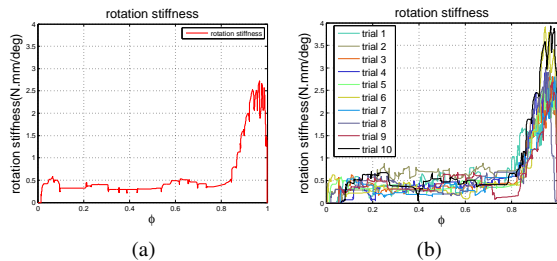 rotation stiffness
rotation stiffness(N.mm/deg)
4
3.5
3
2.5
2
1.5
1
0.5
0
rotation stiffness
0 0.2 0.4 0.6 0.8 1
ϕ
(a)
rotation stiffness
rotation stiffness(N.mm/deg)
4
3.5
3
2.5
2
1.5
1
0.5
0
trial 1
trial 2
trial 3
trial 4
trial 5
trial 6
trial 7
trial 8
trial 9
trial 10
0 0.2 0.4 0.6 0.8 1
ϕ
(b)